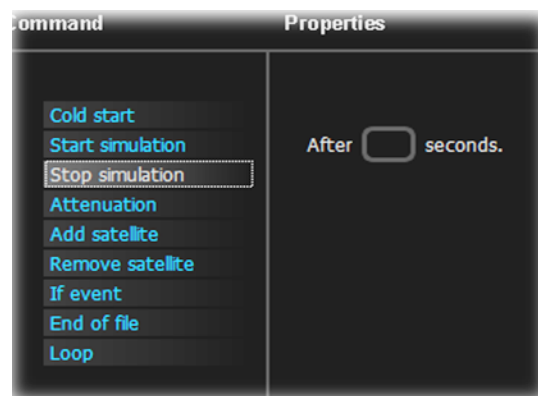 Command
Properties
Cold start
Start simulation
After seconds.
Stop simulation
Attenuation
Add satellite
Remove satellite
If event
End of file
Loop